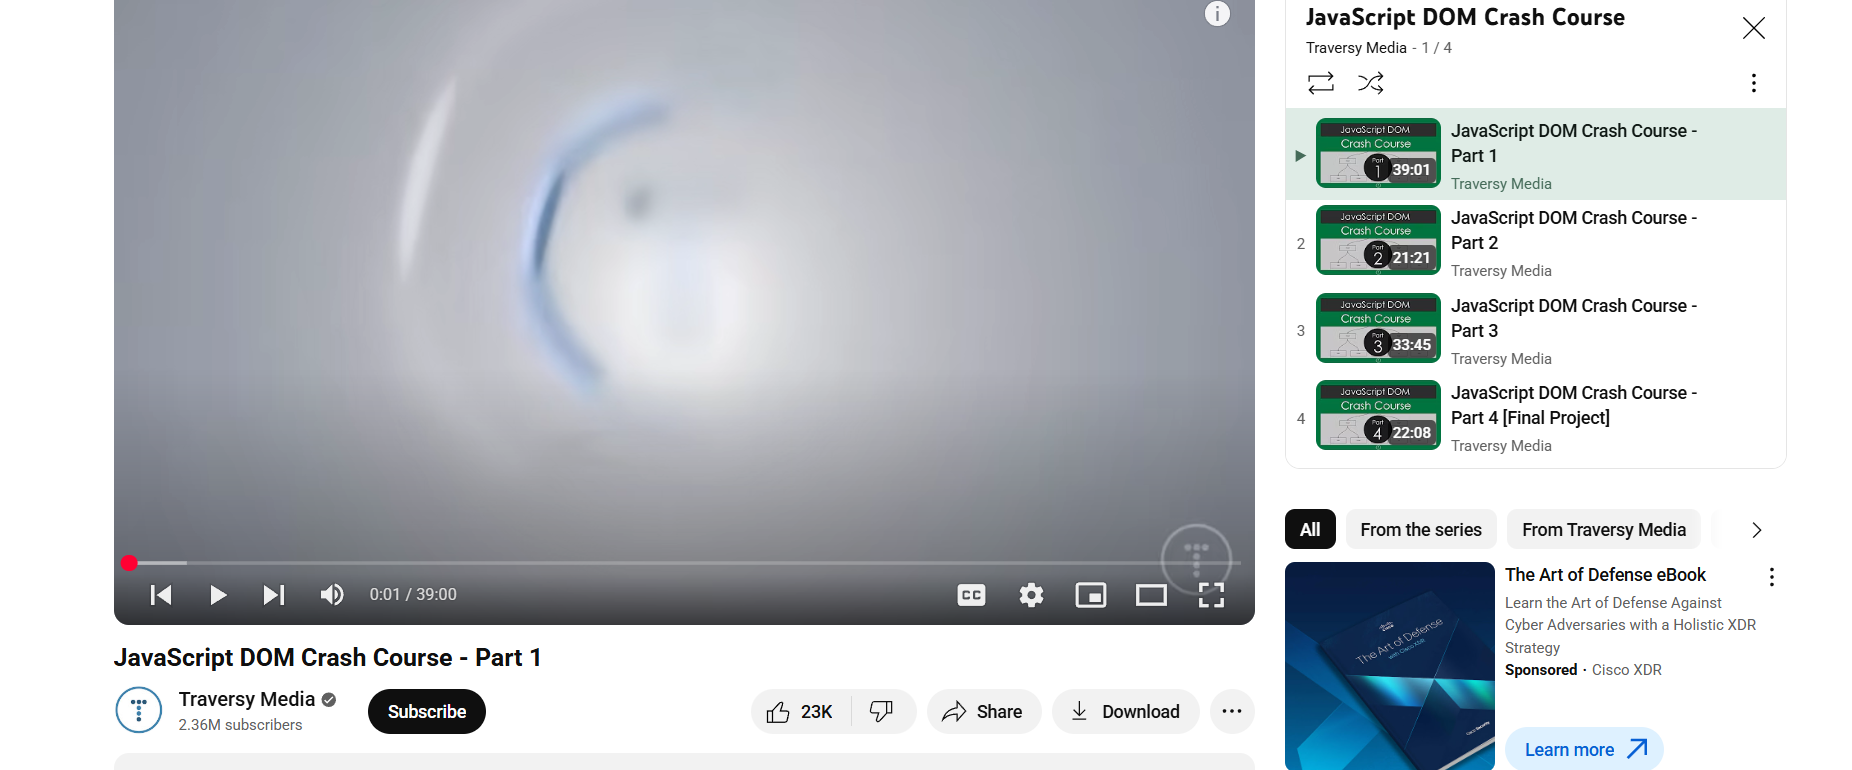 0:01 / 39:00
CC
JavaScript DOM Crash Course - Part 1
Traversy Media
2.36M subscribers
Subscribe
23K
Share
Download
JavaScript DOM Crash Course
Traversy Media - 1 / 4
JavaScript DOM
Crash Course
Part
1
39:01
JavaScript DOM Crash Course -
Part 1
Traversy Media
2
JavaScript DOM
Crash Course
Part
2
21:21
JavaScript DOM Crash Course -
Part 2
Traversy Media
3
JavaScript DOM
Crash Course
Part
3
33:45
JavaScript DOM Crash Course -
Part 3
Traversy Media
4
JavaScript DOM
Crash Course
Part
4
22:08
JavaScript DOM Crash Course -
Part 4 [Final Project]
Traversy Media
All
From the series
From Traversy Media
The Art of Defense
with Cisco XDR
The Art of Defense eBook
Learn the Art of Defense Against
Cyber Adversaries with a Holistic XDR
Strategy
Sponsored · Cisco XDR
Learn more